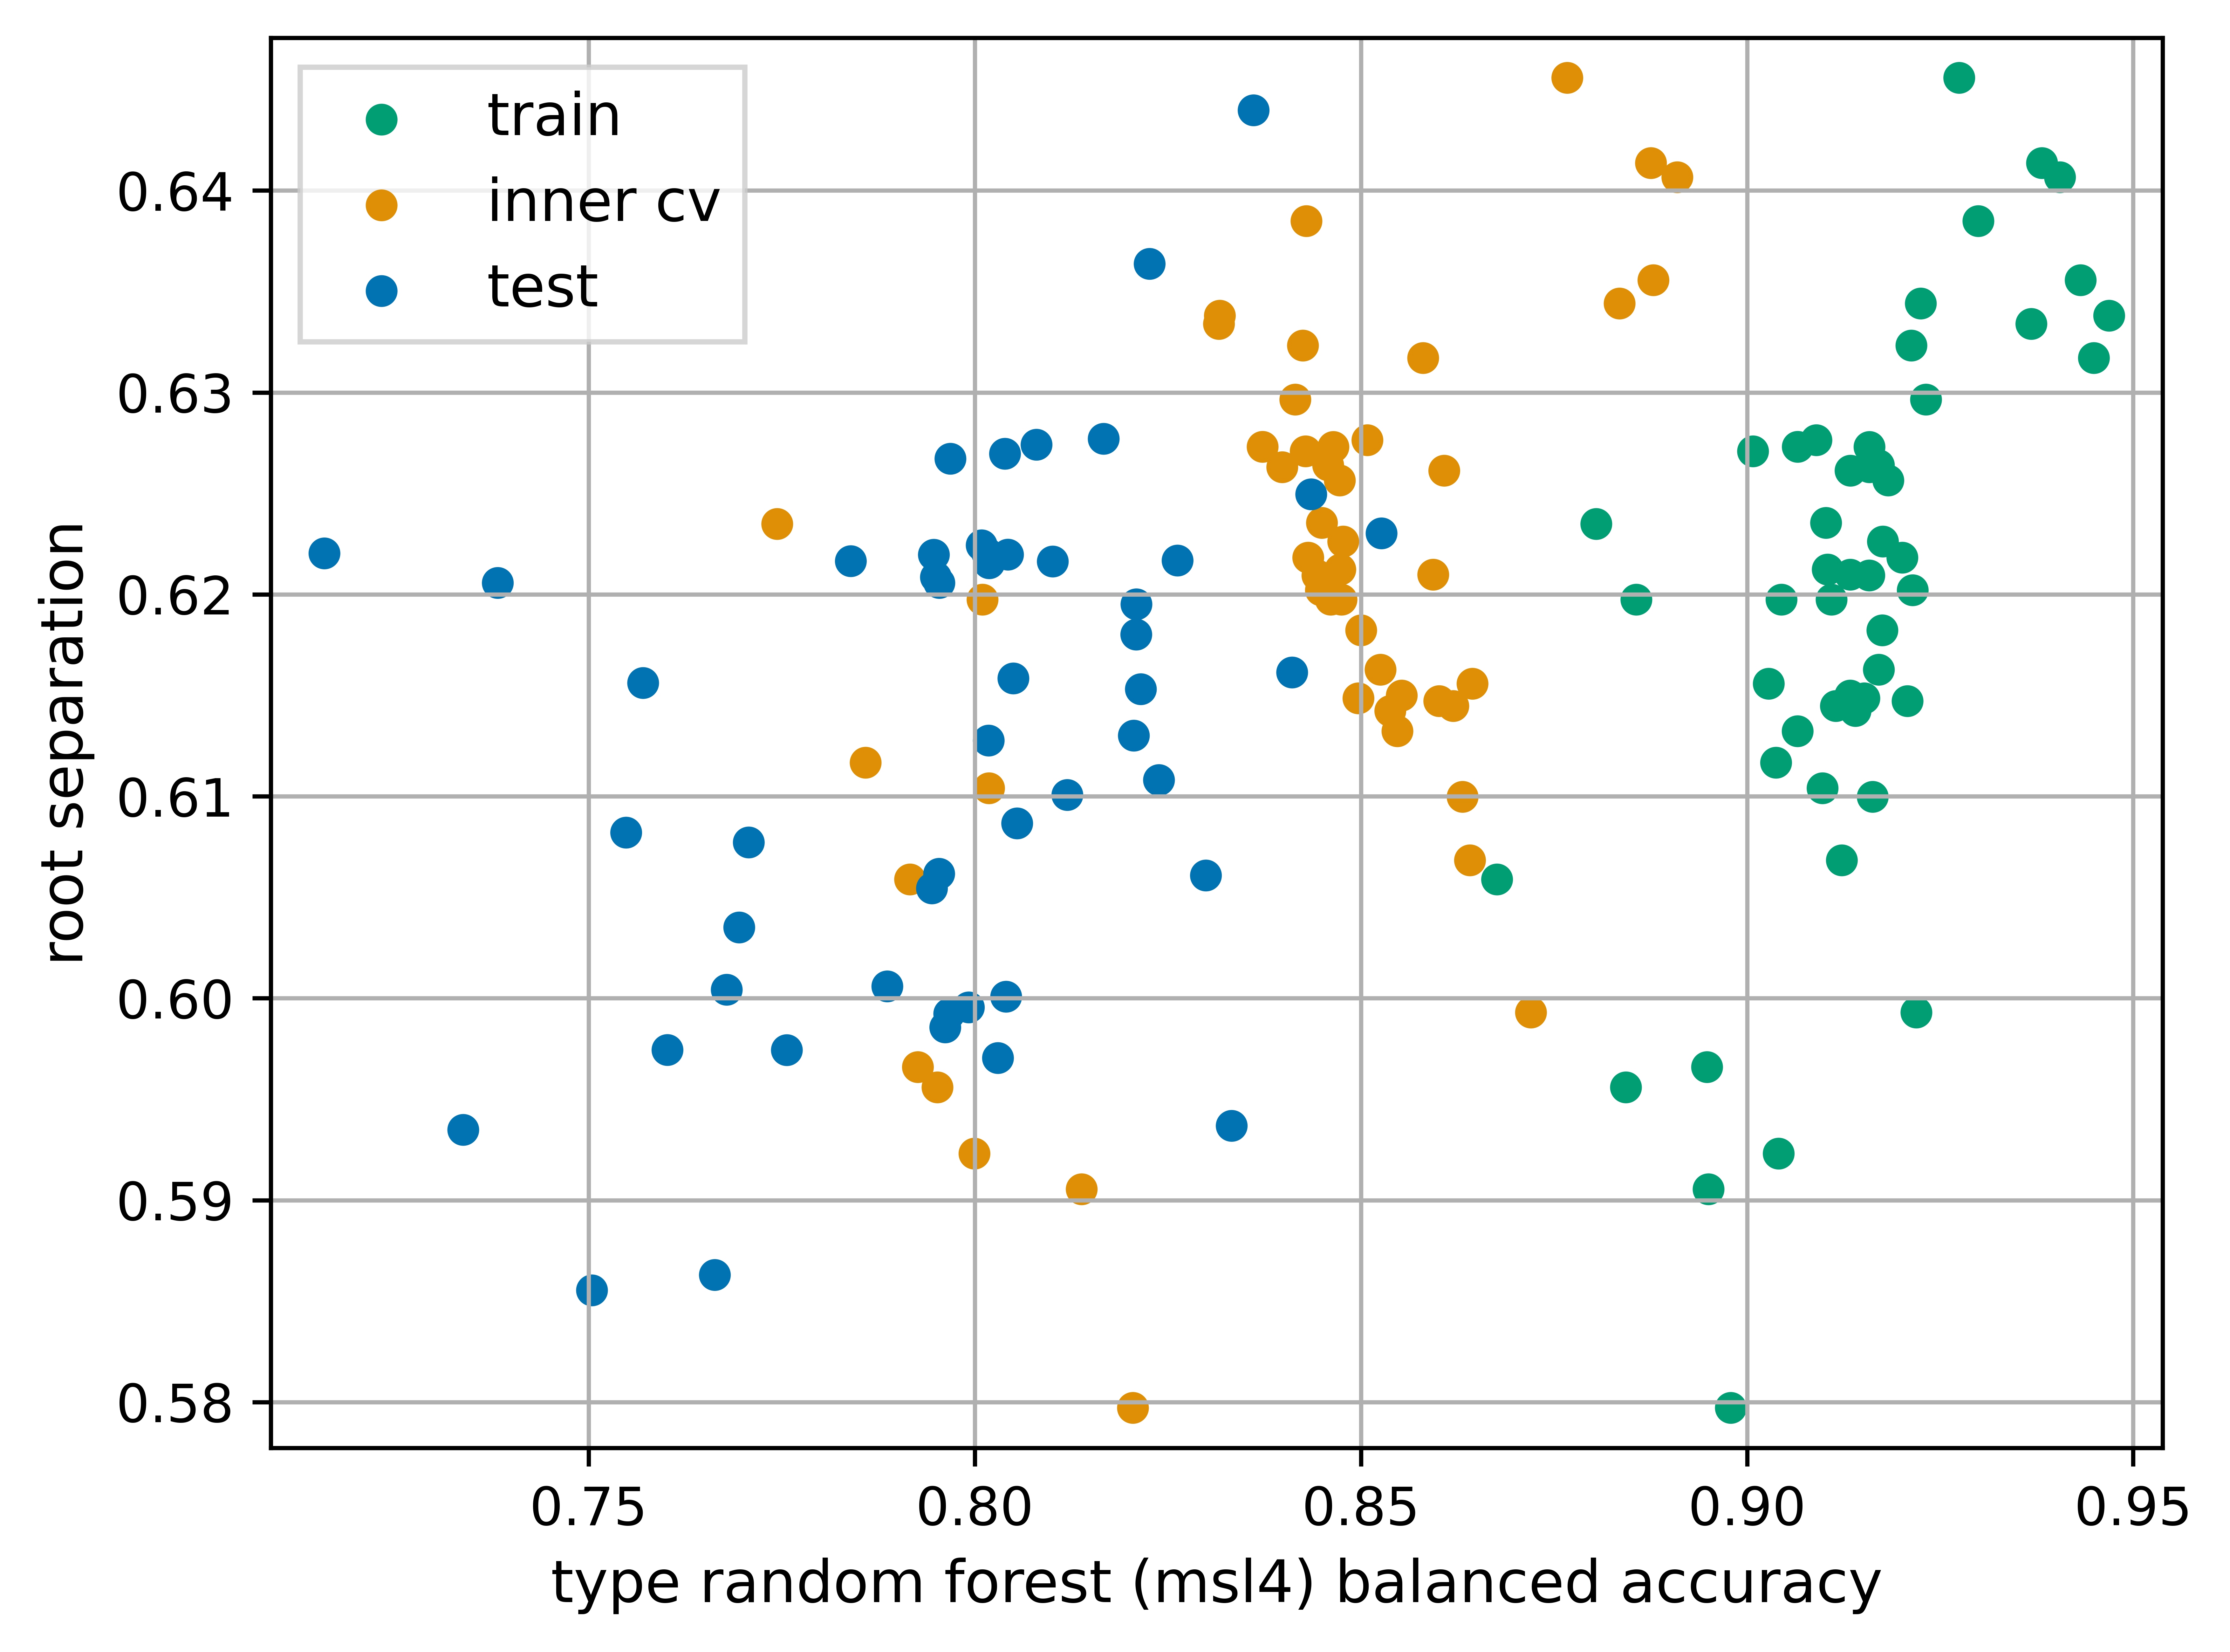 train
inner cv
test
0.64
0.63
0.62
0.61
0.60
0.59
0.58
root separation
0.75 0.80 0.85 0.90 0.95
type random forest (msl4) balanced accuracy